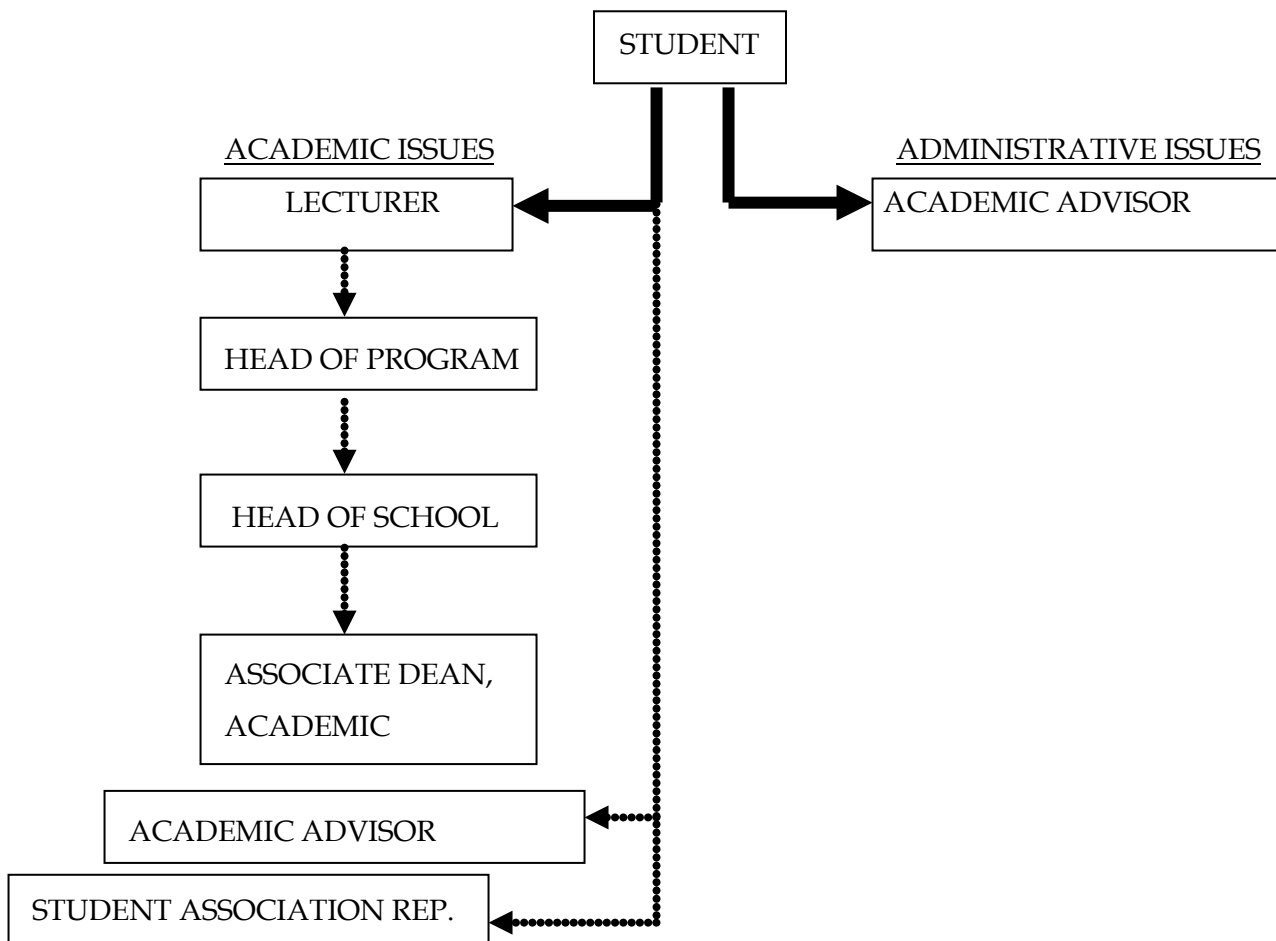 STUDENT
ACADEMIC ISSUES
ADMINISTRATIVE ISSUES
LECTURER
ACADEMIC ADVISOR
HEAD OF PROGRAM
HEAD OF SCHOOL
ASSOCIATE DEAN,
ACADEMIC
ACADEMIC ADVISOR
STUDENT ASSOCIATION REP.